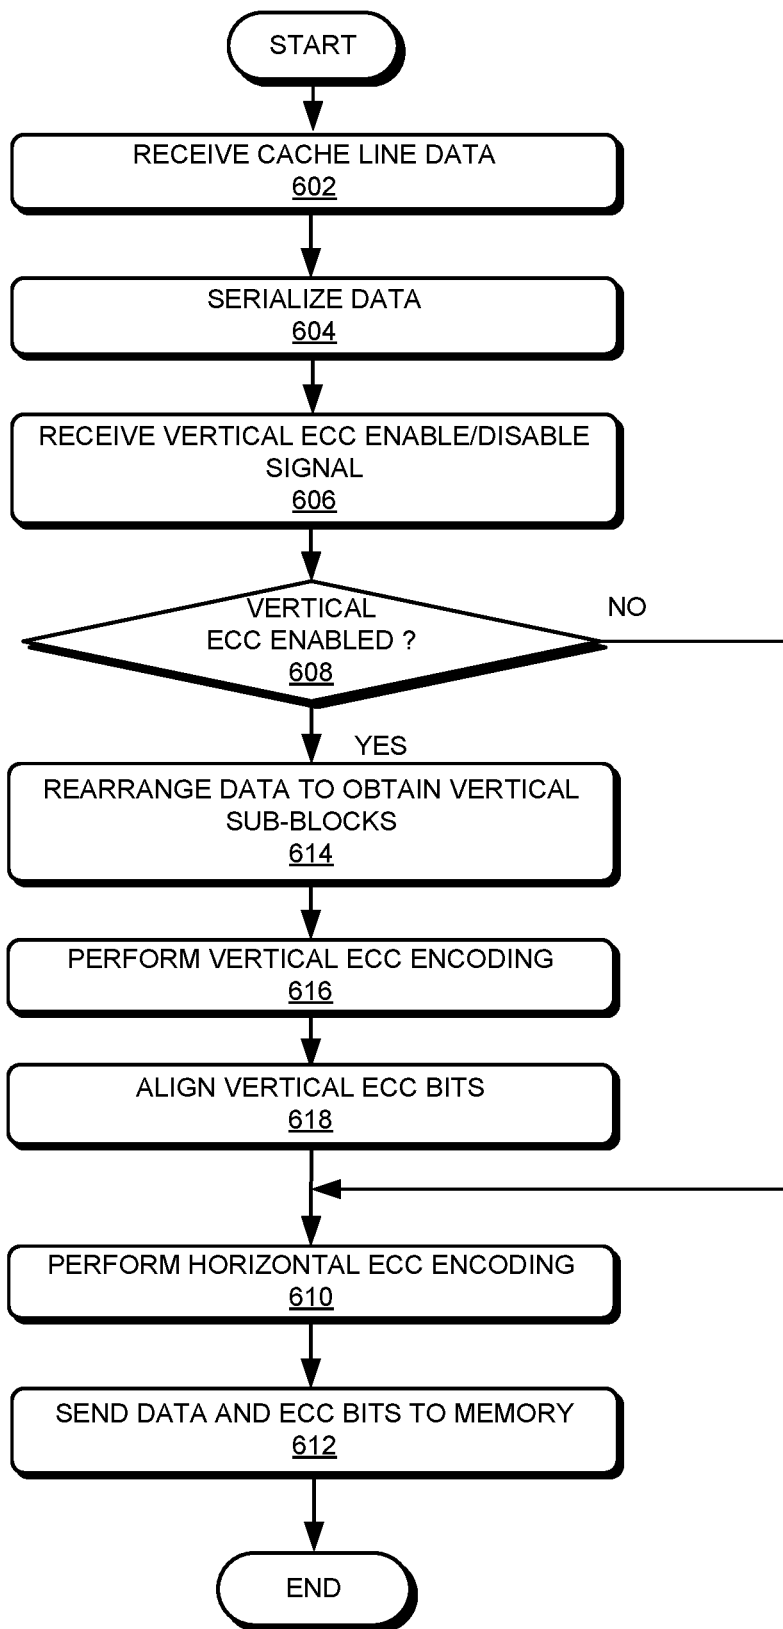 START
RECEIVE CACHE LINE DATA
602
SERIALIZE DATA
604
RECEIVE VERTICAL ECC ENABLE/DISABLE
SIGNAL
606
VERTICAL
ECC ENABLED ?
608
NO
YES
REARRANGE DATA TO OBTAIN VERTICAL
SUB-BLOCKS
614
PERFORM VERTICAL ECC ENCODING
616
ALIGN VERTICAL ECC BITS
618
PERFORM HORIZONTAL ECC ENCODING
610
SEND DATA AND ECC BITS TO MEMORY
612
END